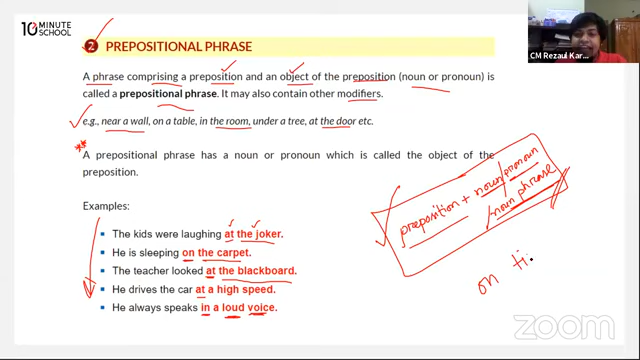 10 MINUTE
SCHOOL
2 PREPOSITIONAL PHRASE
A phrase comprising a preposition and an object of the preposition (noun or pronoun) is
called a prepositional phrase. It may also contain other modifiers.
e.g., near a wall, on a table, in the room, under a tree, at the door etc.
**
A prepositional phrase has a noun or pronoun which is called the object of the
preposition.
Examples:
The kids were laughing at the joker.
He is sleeping on the carpet.
The teacher looked at the blackboard.
He drives the car at a high speed.
He always speaks in a loud voice.
preposition + noun/pronoun
/noun phrase
on ti
CM Rezaul Kar...
zoom